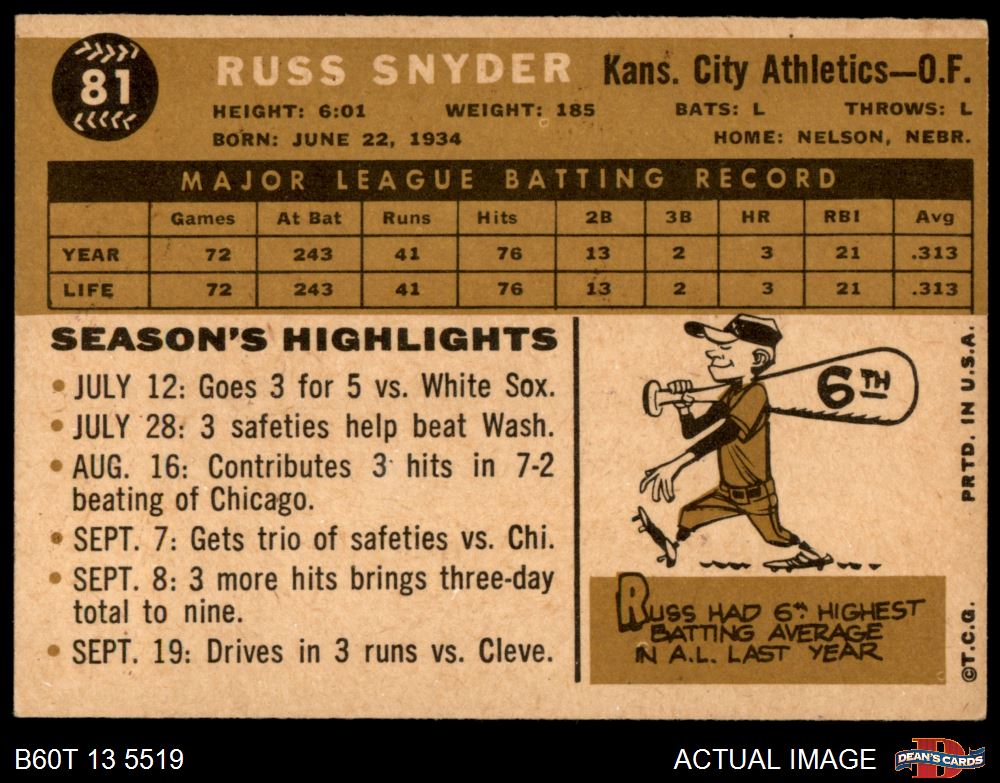 81
RUSS SNYDER Kans. City Athletics—O.F.
HEIGHT: 6:01 WEIGHT: 185 BATS: L THROWS: L
BORN: JUNE 22, 1934 HOME: NELSON, NEBR.
MAJOR LEAGUE BATTING RECORD
Games At Bat Runs Hits 2B 3B HR RBI Avg
YEAR 72 243 41 76 13 2 3 21 .313
LIFE 72 243 41 76 13 2 3 21 .313
SEASON'S HIGHLIGHTS
• JULY 12: Goes 3 for 5 vs. White Sox.
• JULY 28: 3 safeties help beat Wash.
• AUG. 16: Contributes 3 hits in 7-2
beating of Chicago.
• SEPT. 7: Gets trio of safeties vs. Chi.
• SEPT. 8: 3 more hits brings three-day
total to nine.
• SEPT. 19: Drives in 3 runs vs. Cleve.
6TH
RUSS HAD 6TH HIGHEST
BATTING AVERAGE
IN A.L. LAST YEAR
©T.C.G. PRTD. IN U.S.A.
B60T 13 5519 ACTUAL IMAGE DEAN'S CARDS